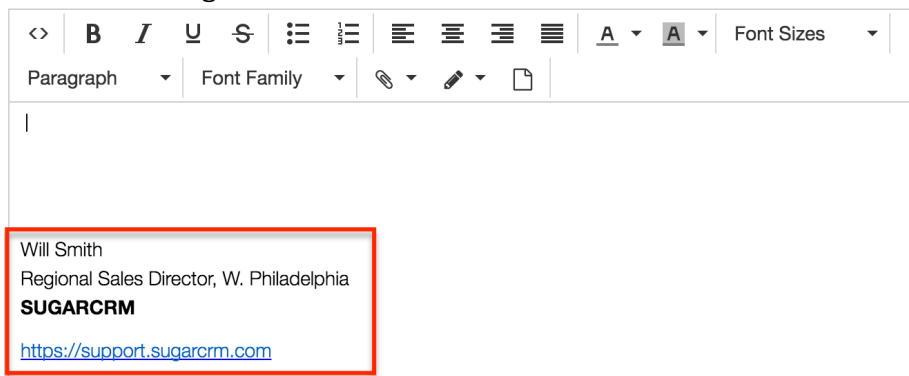 B I U S A A Font Sizes
Paragraph Font Family
Will Smith
Regional Sales Director, W. Philadelphia
SUGARCRM
https://support.sugarcrm.com